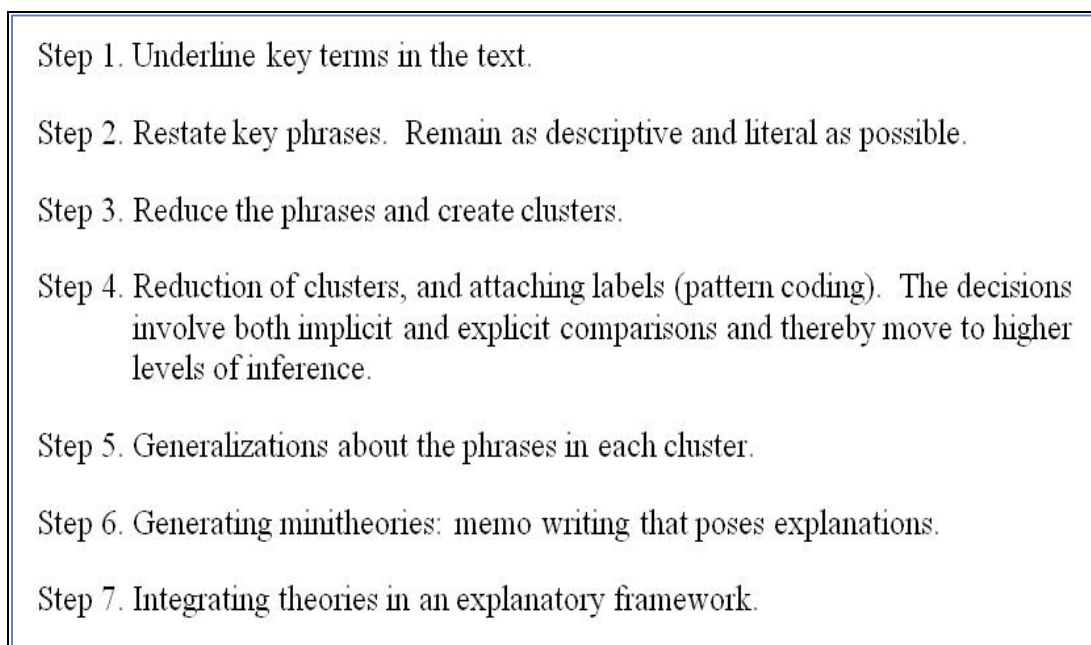 Step 1. Underline key terms in the text.
Step 2. Restate key phrases.  Remain as descriptive and literal as possible.
Step 3. Reduce the phrases and create clusters.
Step 4. Reduction of clusters, and attaching labels (pattern coding).  The decisions
involve both implicit and explicit comparisons and thereby move to higher
levels of inference.
Step 5. Generalizations about the phrases in each cluster.
Step 6. Generating minitheories:  memo writing that poses explanations.
Step 7. Integrating theories in an explanatory framework.